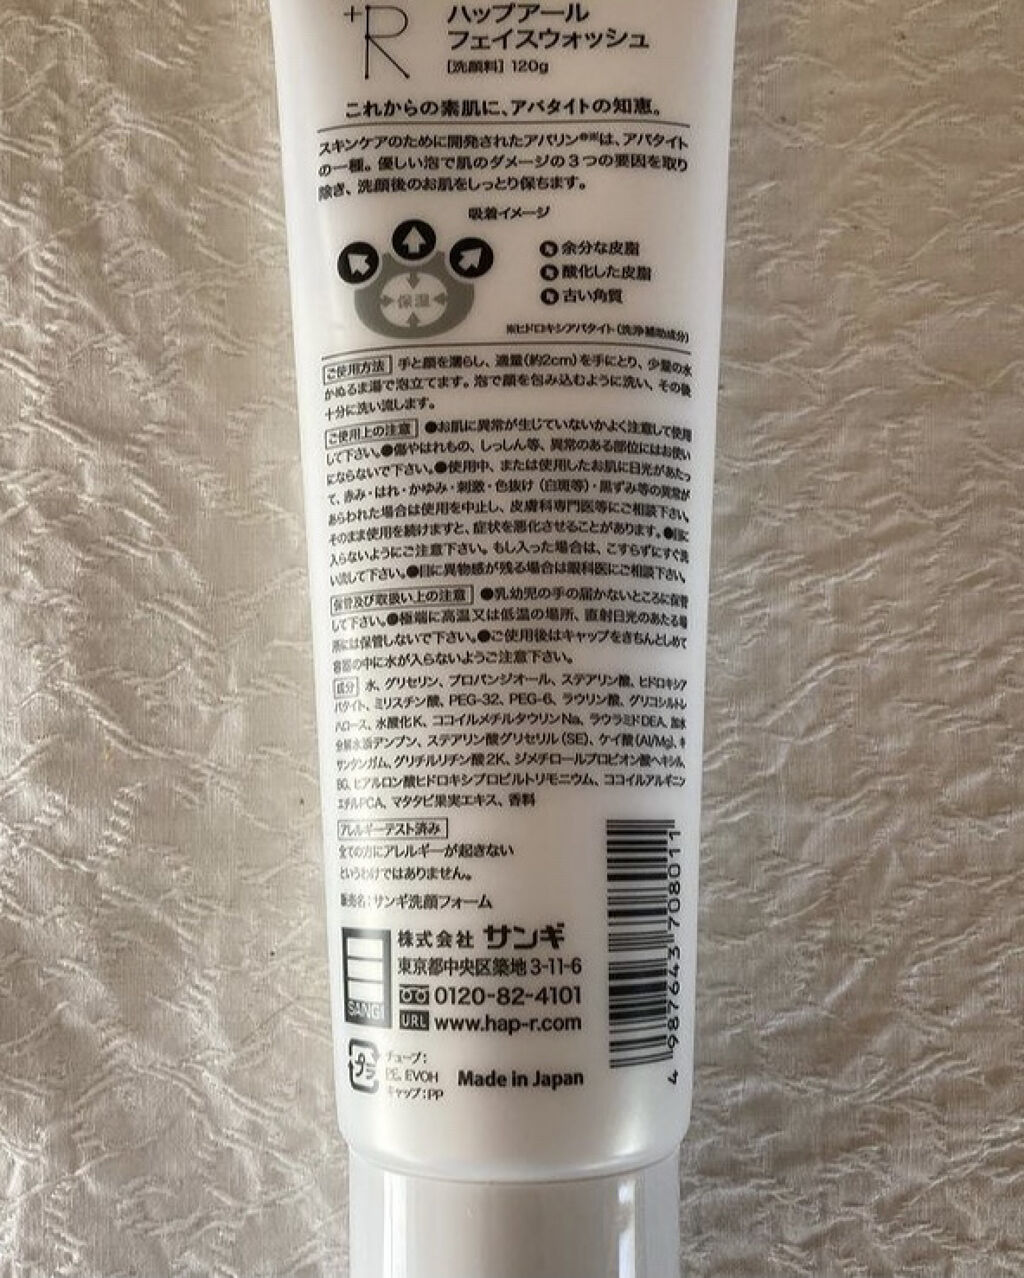 +R
ハップアール
フェイスウォッシュ
[洗顔料] 120g
これからの素肌に、アパタイトの知恵。
スキンケアのために開発されたアパリン®※は、アパタイト
の一種。優しい泡で肌のダメージの3つの要因を取り
除き、洗顔後のお肌をしっとり保ちます。
吸着イメージ
保湿
余分な皮脂
酸化した皮脂
古い角質
※ヒドロキシアパタイト(洗浄補助成分)
ご使用方法 手と顔を濡らし、適量(約2cm)を手にとり、少量の水
かぬるま湯で泡立てます。泡で顔を包み込むように洗い、その後
十分に洗い流します。
ご使用上の注意 ●お肌に異常が生じていないかよく注意して使用
して下さい。●傷やはれもの、しっしん等、異常のある部位にはお使い
にならないで下さい。●使用中、または使用したお肌に日光があたっ
て、赤み・はれ・かゆみ・刺激・色抜け(白斑等)・黒ずみ等の異常が
あらわれた場合は使用を中止し、皮膚科専門医等にご相談下さい。
そのまま使用を続けますと、症状を悪化させることがあります。●目に
入らないようにご注意下さい。もし入った場合は、こすらずにすぐ洗
い流して下さい。●目に異物感が残る場合は眼科医にご相談下さい。
保管及び取扱い上の注意 ●乳幼児の手の届かないところに保管
して下さい。●極端に高温又は低温の場所、直射日光のあたる場
所には保管しないで下さい。●ご使用後はキャップをきちんとしめて
容器の中に水が入らないようご注意下さい。
成分 水、グリセリン、プロパンジオール、ステアリン酸、ヒドロキシア
パタイト、ミリスチン酸、PEG-32、PEG-6、ラウリン酸、グリコシルトレ
ハロース、水酸化K、ココイルメチルタウリンNa、ラウラミドDEA、加水
分解水添デンプン、ステアリン酸グリセリル(SE)、ケイ酸(Al/Mg)、キ
サンタンガム、グリチルリチン酸2K、ジメチロールプロピオン酸ヘキシル、
BG、ヒアルロン酸ヒドロキシプロピルトリモニウム、ココイルアルギニン
エチルPCA、マタタビ果実エキス、香料
アレルギーテスト済み
全ての方にアレルギーが起きない
というわけではありません。
販売名:サンギ洗顔フォーム
SANGI
株式会社 サンギ
東京都中央区築地3-11-6
0120-82-4101
URL www.hap-r.com
プラ
チューブ:
PE, EVOH
キャップ:PP
Made in Japan
4 987643 708011